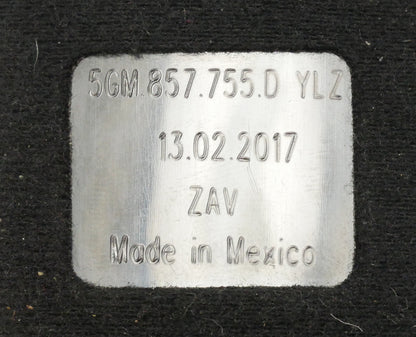 5GM.857.755.D YLZ
13.02.2017
ZAV
Made in Mexico